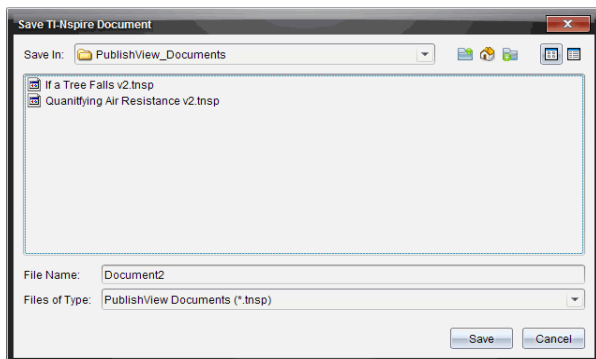 Save TI-Nspire Document
Save In: PublishView_Documents
If a Tree Falls v2.tnsp
Quanitfying Air Resistance v2.tnsp
File Name: Document2
Files of Type: PublishView Documents (*.tnsp)
Save Cancel